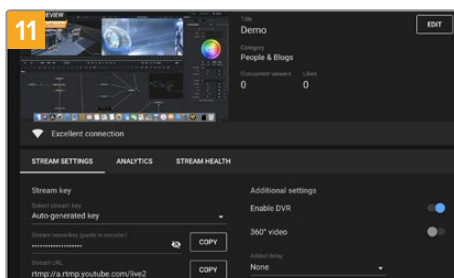 11
PREVIEW
Title
Demo
EDIT
Category
People & Blogs
Concurrent viewers Likes
0 0
Excellent connection
STREAM SETTINGS ANALYTICS STREAM HEALTH
Stream key
Additional settings
Select stream key
Auto-generated key
Enable DVR
Stream name/key (paste in encoder)
••••••••••••••••••• COPY
360° video
Stream URL
rtmp://a.rtmp.youtube.com/live2 COPY
Added delay
None